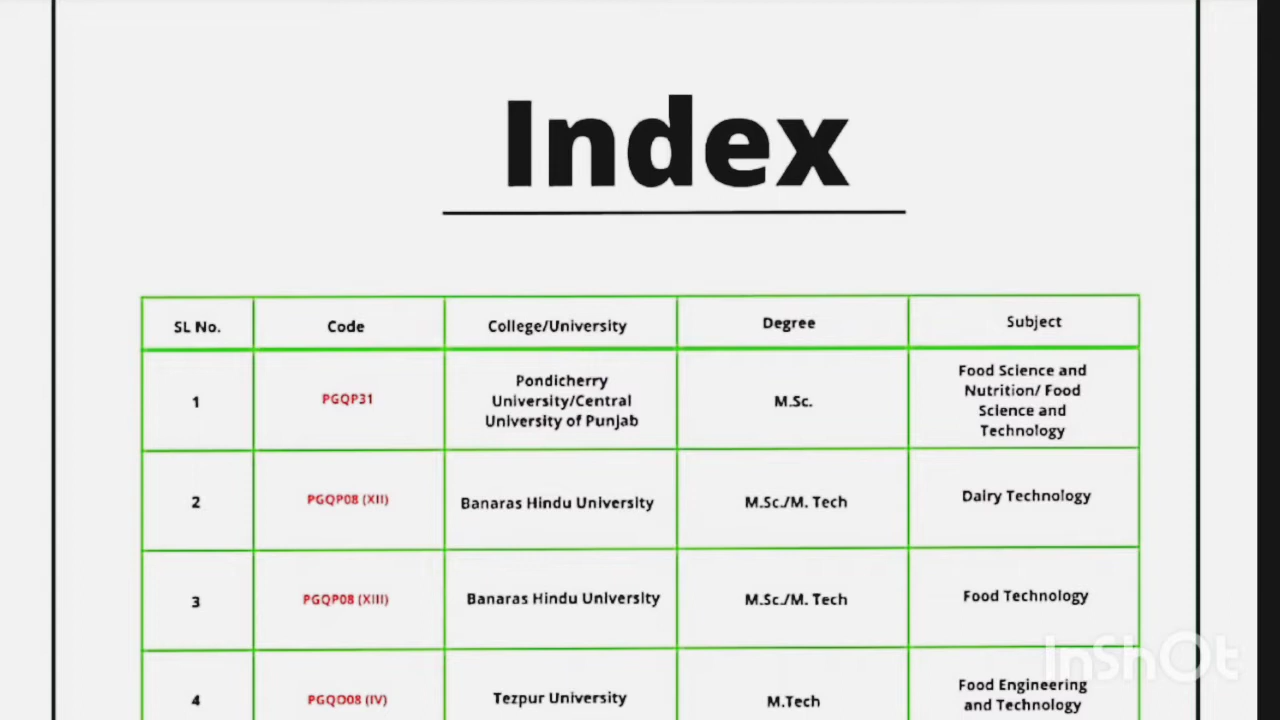 Index
SL No. Code College/University Degree Subject
1 PGQP31 Pondicherry University/Central University of Punjab M.Sc. Food Science and Nutrition/ Food Science and Technology
2 PGQP08 (XII) Banaras Hindu University M.Sc./M. Tech Dairy Technology
3 PGQP08 (XIII) Banaras Hindu University M.Sc./M. Tech Food Technology
4 PGQO08 (IV) Tezpur University M.Tech Food Engineering and Technology
InShOt